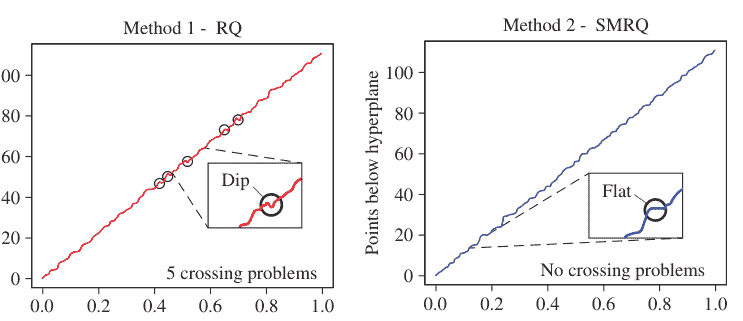 Method 1 - RQ
00
80
60
40
20
0
Dip
5 crossing problems
0.0 0.2 0.4 0.6 0.8 1.0
Method 2 - SMRQ
Points below hyperplane
100
80
60
40
20
0
Flat
No crossing problems
0.0 0.2 0.4 0.6 0.8 1.0